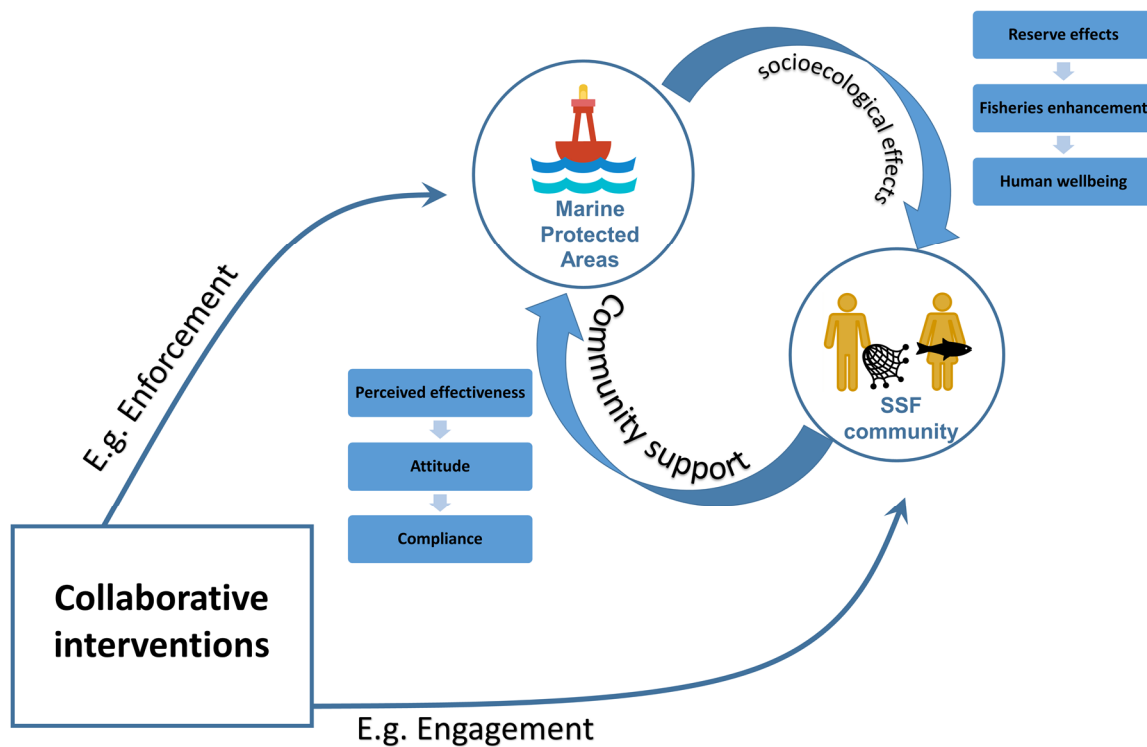 Reserve effects
Fisheries enhancement
Human wellbeing
socioecological effects
Marine
Protected
Areas
SSF
community
Community support
Perceived effectiveness
Attitude
Compliance
E.g. Enforcement
Collaborative
interventions
E.g. Engagement